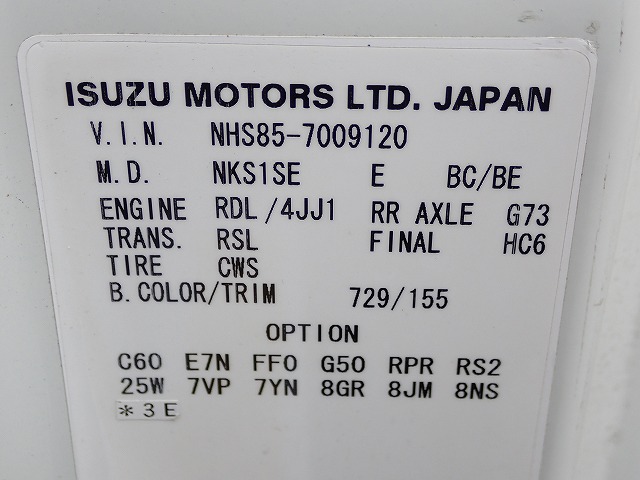 ISUZU MOTORS LTD. JAPAN
V.I.N. NHS85-7009120
M.D. NKS1SE E BC/BE
ENGINE RDL/4JJ1 RR AXLE G73
TRANS. RSL FINAL HC6
TIRE CWS
B.COLOR/TRIM 729/155
OPTION
C60 E7N FF0 G50 RPR RS2
25W 7VP 7YN 8GR 8JM 8NS
*3E